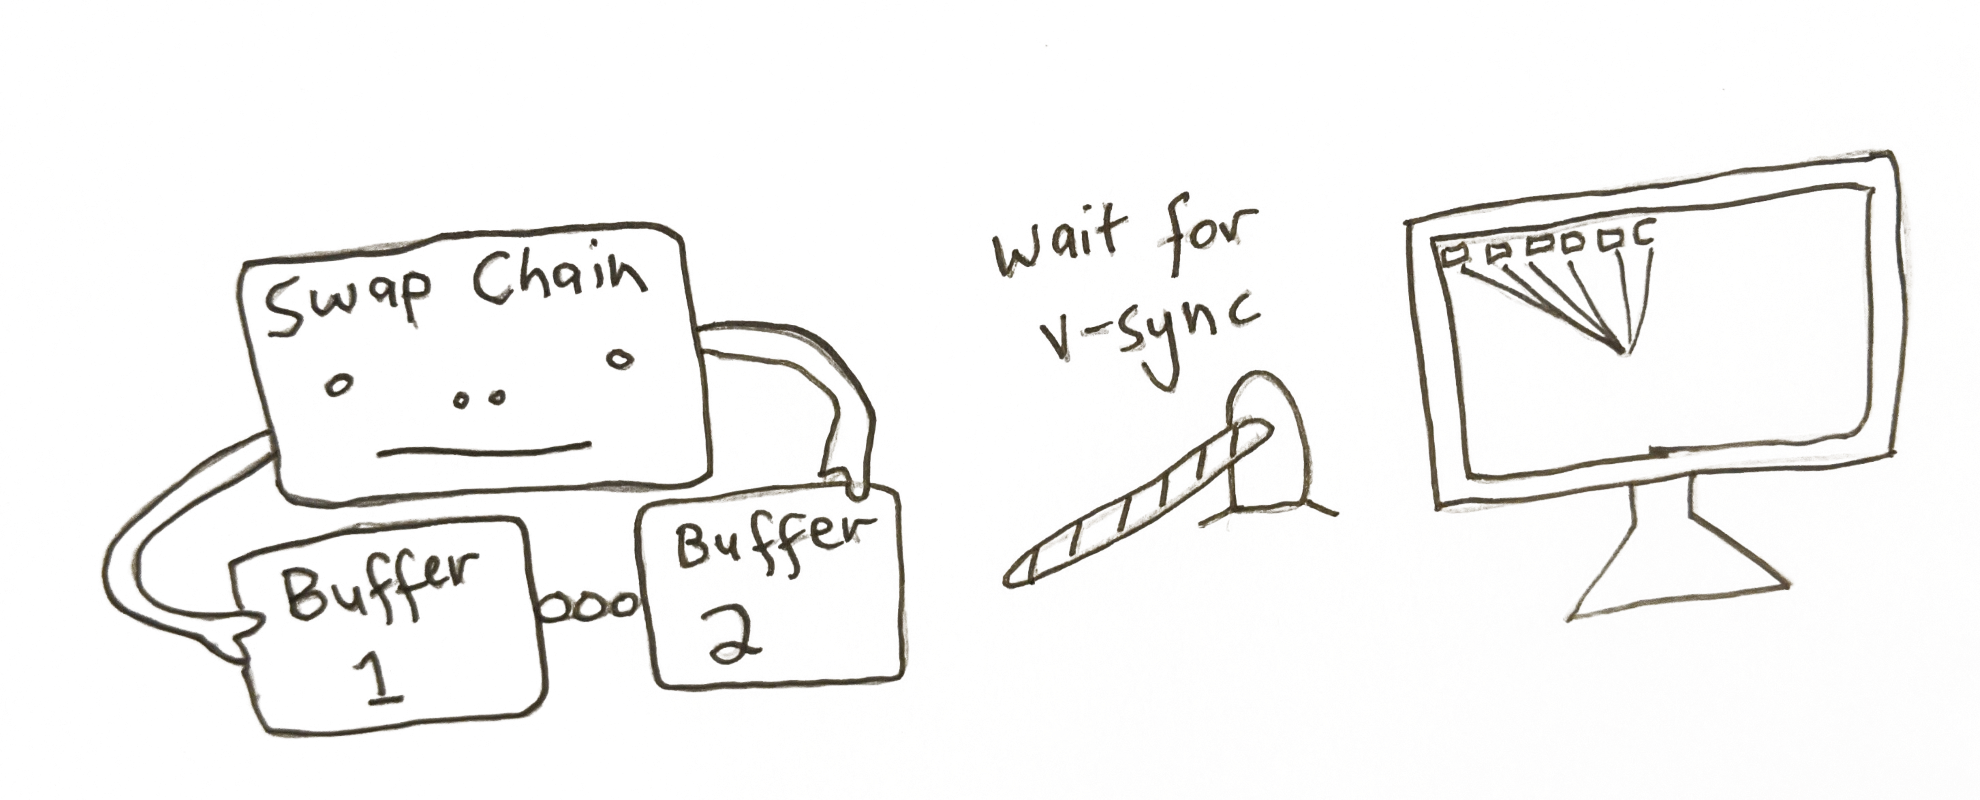 Swap Chain
Buffer
1
Buffer
2
wait for
v-sync